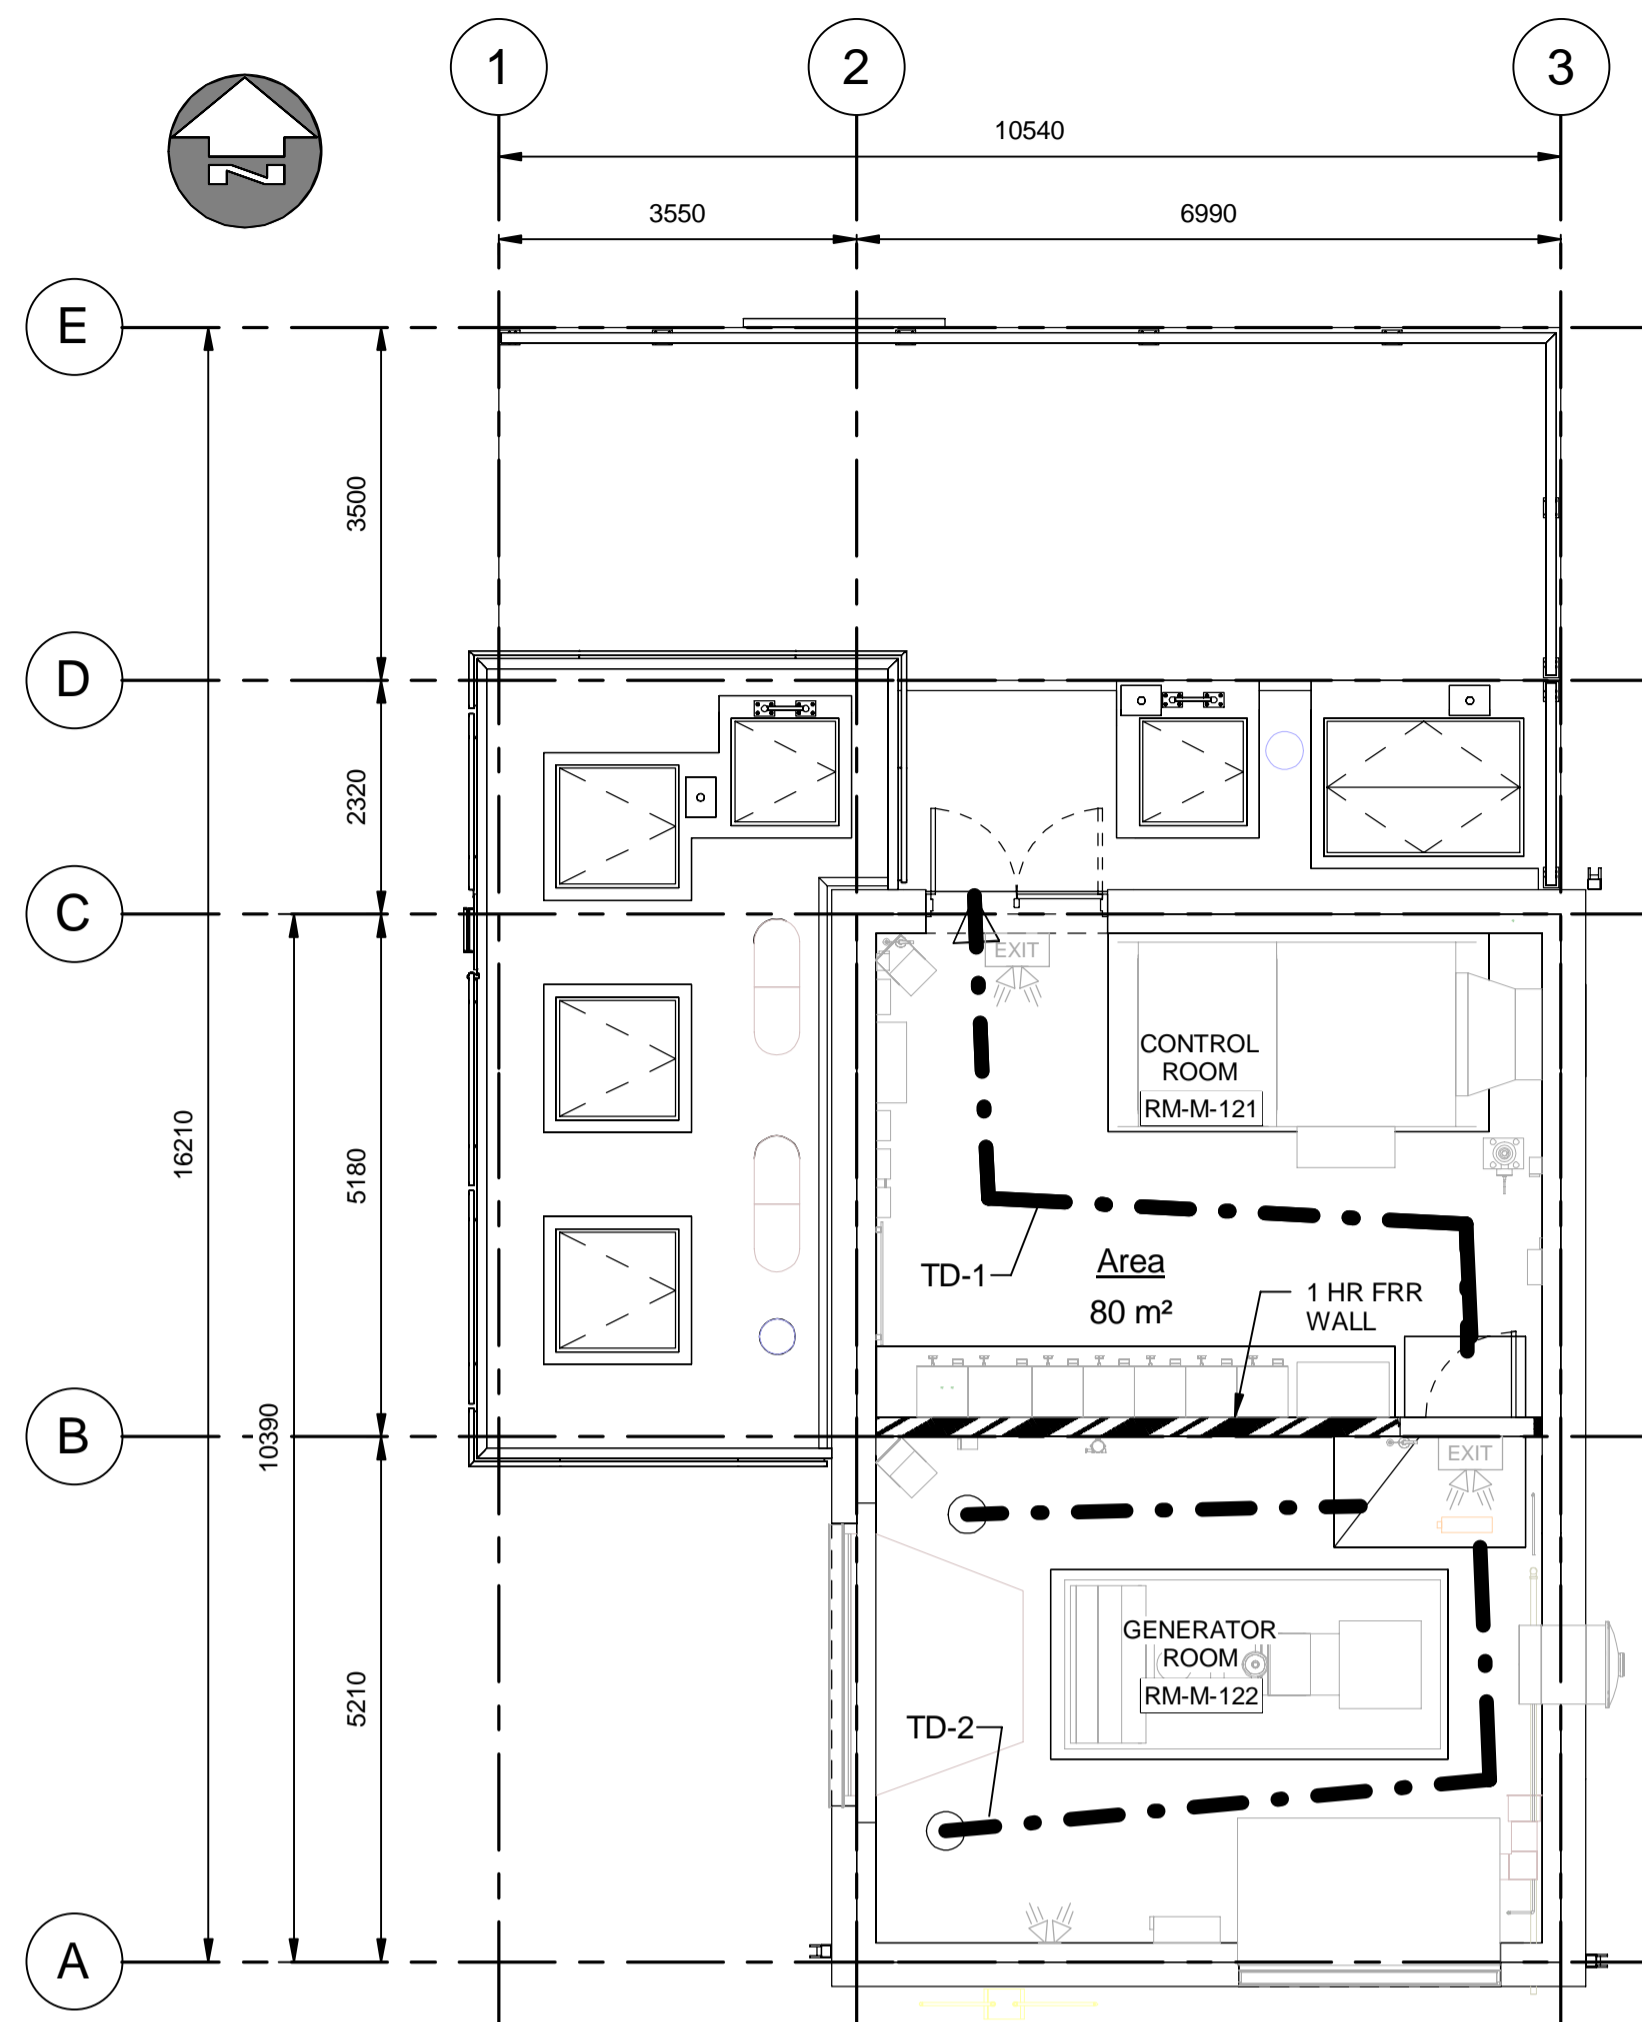 1
2
3
10540
3550
6990
N
E
3500
D
2320
C
EXIT
CONTROL
ROOM
RM-M-121
16210
5180
TD-1
Area
80 m²
1 HR FRR
WALL
B
10390
EXIT
GENERATOR
ROOM
RM-M-122
5210
TD-2
A